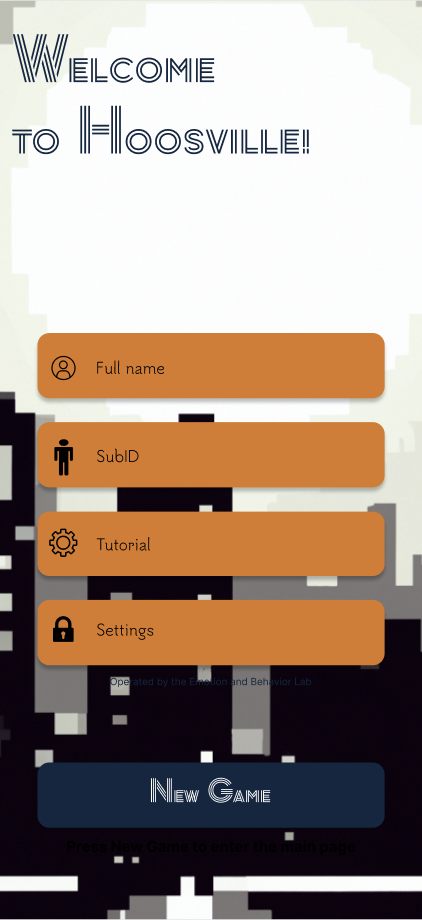 Welcome
to Hoosville!
Full name
SubID
Tutorial
Settings
Operated by the Emotion and Behavior Lab
New Game
Press New Game to enter the main page